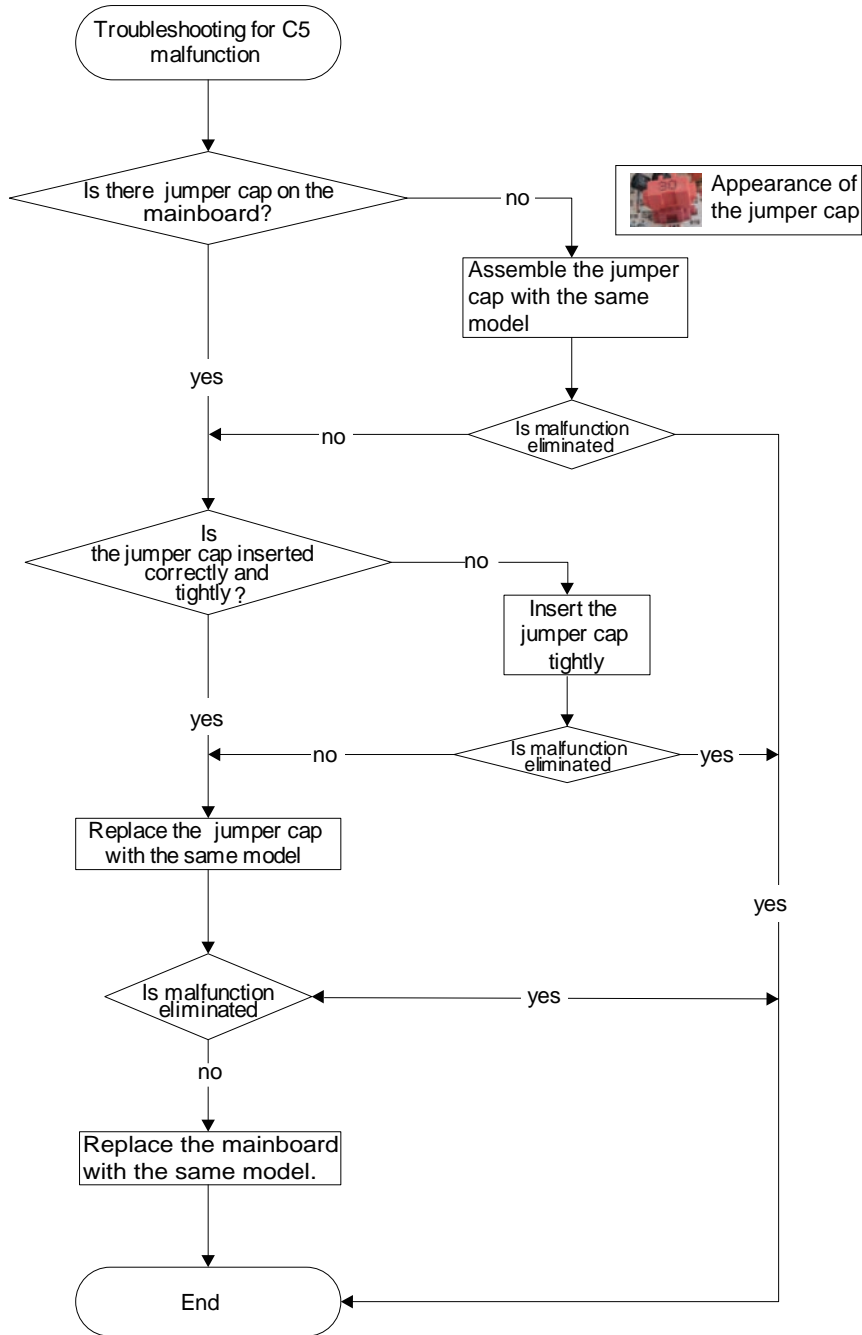 Troubleshooting for C5
malfunction
Is there jumper cap on the
mainboard?
no
Appearance of
the jumper cap
Assemble the jumper
cap with the same
model
yes
Is malfunction
eliminated
no
Is
the jumper cap inserted
correctly and
tightly?
no
Insert the
jumper cap
tightly
yes
Is malfunction
eliminated
no
yes
Replace the jumper cap
with the same model
yes
Is malfunction
eliminated
yes
no
Replace the mainboard
with the same model.
End